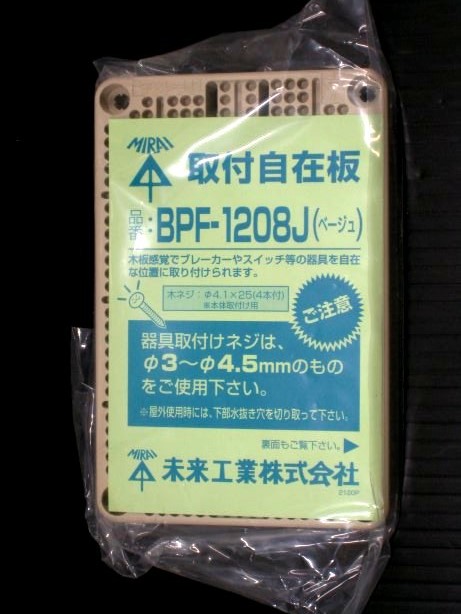 MIRAI
取付自在板
品番:BPF-1208J(ベージュ)
木板感覚でブレーカーやスイッチ等の器具を自在
な位置に取り付けられます。
木ネジ:φ4.1×25(4本付)
※本体取付け用
ご注意
器具取付けネジは、
φ3〜φ4.5mmのもの
をご使用下さい。
※屋外使用時には、下部水抜き穴を切り取って下さい。
裏面もご覧下さい。▶
MIRAI
未来工業株式会社
2100P